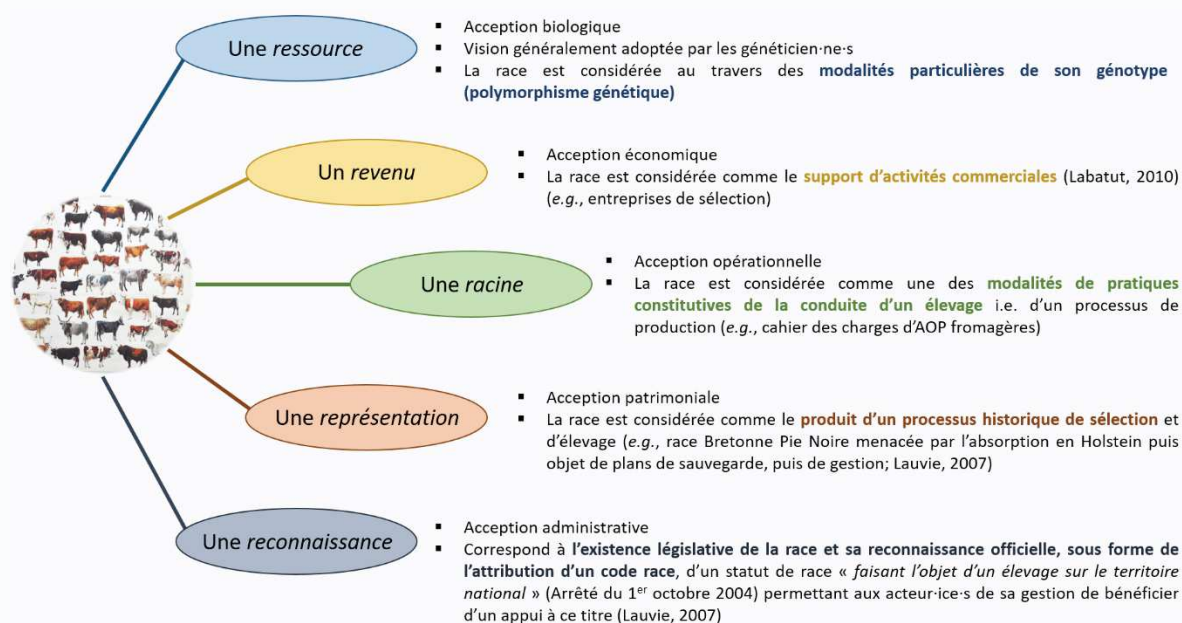 Une ressource
▪ Acception biologique
▪ Vision généralement adoptée par les généticien·ne·s
▪ La race est considérée au travers des modalités particulières de son génotype
(polymorphisme génétique)
Un revenu
▪ Acception économique
▪ La race est considérée comme le support d'activités commerciales (Labatut, 2010)
(e.g., entreprises de sélection)
Une racine
▪ Acception opérationnelle
▪ La race est considérée comme une des modalités de pratiques
constitutives de la conduite d'un élevage i.e. d'un processus de
production (e.g., cahier des charges d'AOP fromagères)
Une représentation
▪ Acception patrimoniale
▪ La race est considérée comme le produit d'un processus historique de sélection et
d'élevage (e.g., race Bretonne Pie Noire menacée par l'absorption en Holstein puis
objet de plans de sauvegarde, puis de gestion; Lauvie, 2007)
Une reconnaissance
▪ Acception administrative
▪ Correspond à l'existence législative de la race et sa reconnaissance officielle, sous forme de
l'attribution d'un code race, d'un statut de race « faisant l'objet d'un élevage sur le territoire
national » (Arrêté du 1er octobre 2004) permettant aux acteur·ice·s de sa gestion de bénéficier
d'un appui à ce titre (Lauvie, 2007)